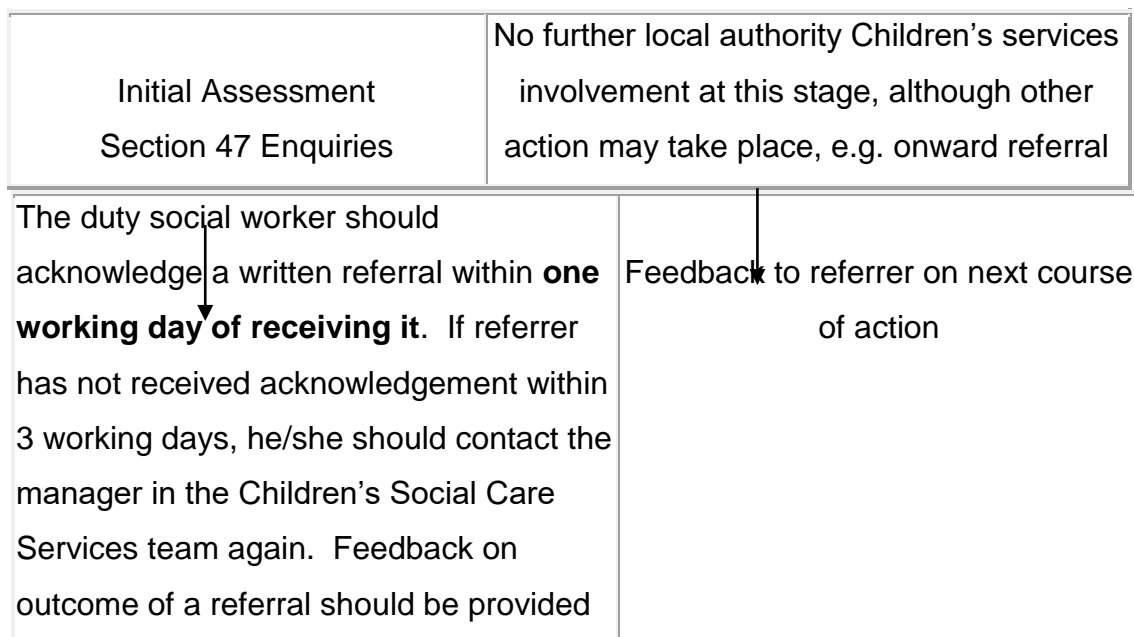 Initial Assessment
Section 47 Enquiries
No further local authority Children’s services
involvement at this stage, although other
action may take place, e.g. onward referral
The duty social worker should
acknowledge a written referral within one
working day of receiving it.  If referrer
has not received acknowledgement within
3 working days, he/she should contact the
manager in the Children’s Social Care
Services team again.  Feedback on
outcome of a referral should be provided
Feedback to referrer on next course
of action